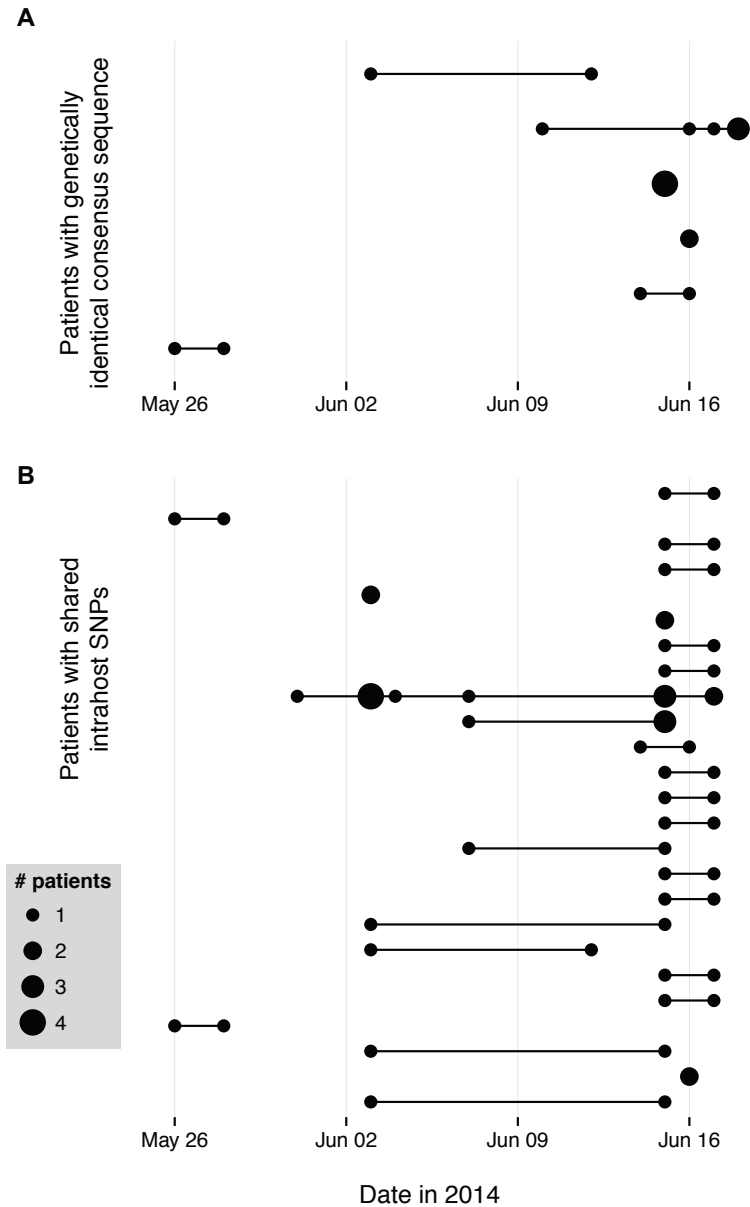 A
Patients with genetically
identical consensus sequence
May 26 Jun 02 Jun 09 Jun 16
B
Patients with shared
intrahost SNPs
# patients
1
2
3
4
May 26 Jun 02 Jun 09 Jun 16
Date in 2014